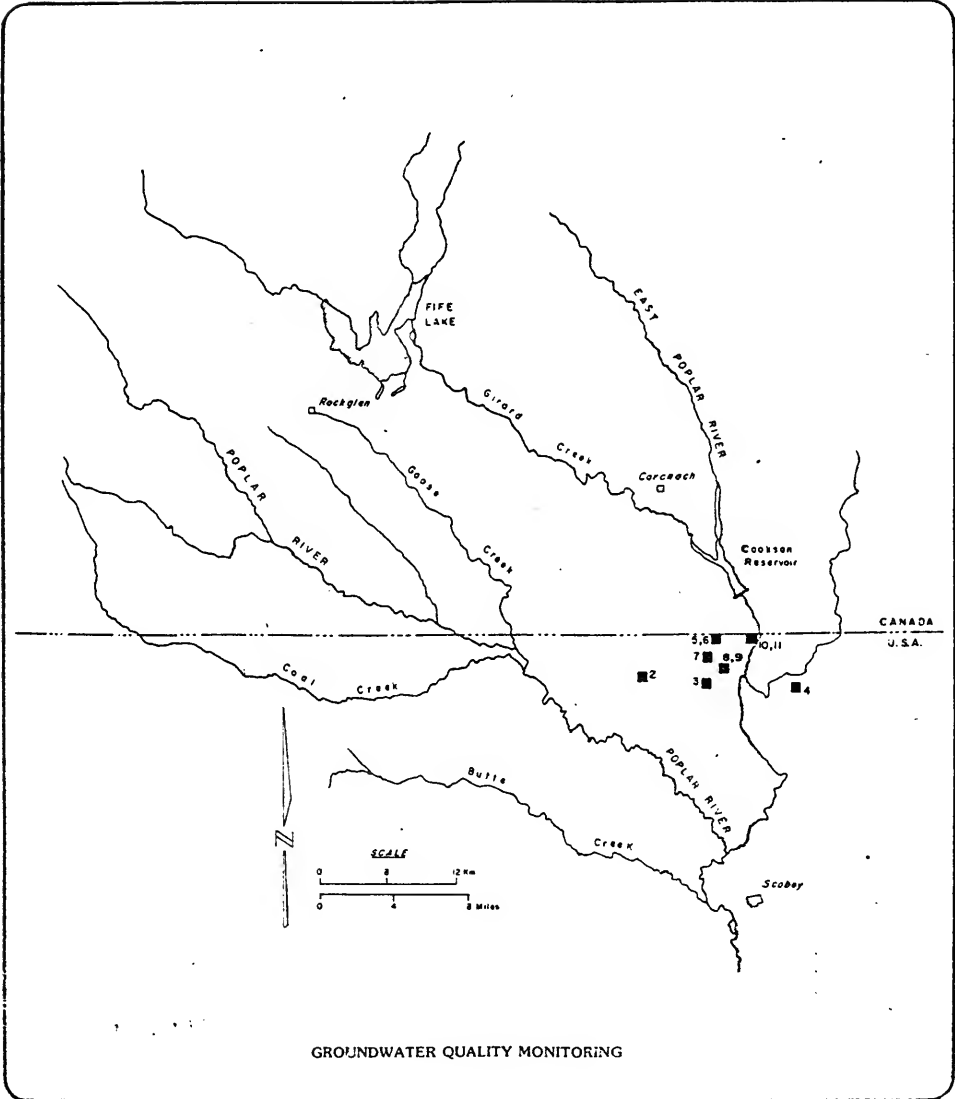 FIFE
LAKE
EAST
POPLAR
RIVER
Rockglen
Girard
Creek
POPLAR
RIVER
Goose
Creek
Coronach
Cookson
Reservoir
CANADA
U.S.A.
5,6
10,11
7
8,9
2
3
4
Coal
Creek
POPLAR RIVER
Butte
Creek
N
SCALE
0 8 12 Km
0 4 8 Miles
Scobey
GROUNDWATER QUALITY MONITORING